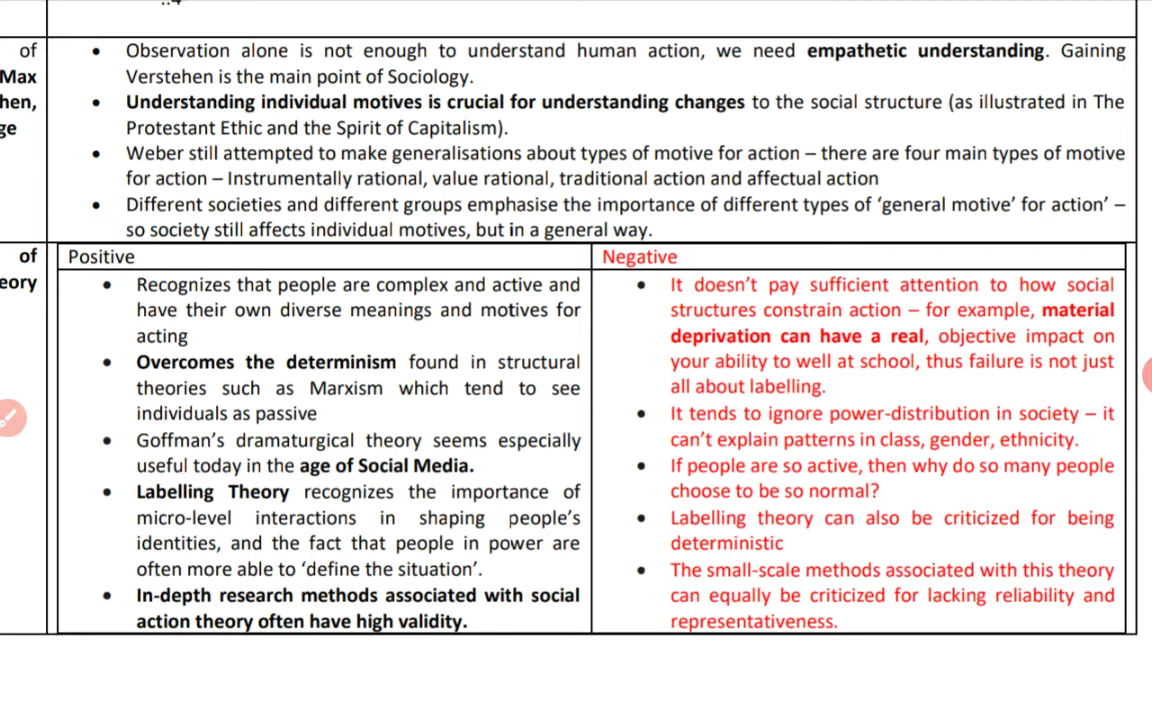 of
Max
hen,
ge
• Observation alone is not enough to understand human action, we need empathetic understanding. Gaining
Verstehen is the main point of Sociology.
• Understanding individual motives is crucial for understanding changes to the social structure (as illustrated in The
Protestant Ethic and the Spirit of Capitalism).
• Weber still attempted to make generalisations about types of motive for action – there are four main types of motive
for action – Instrumentally rational, value rational, traditional action and affectual action
• Different societies and different groups emphasise the importance of different types of ‘general motive’ for action’ –
so society still affects individual motives, but in a general way.
of
eory
Positive
• Recognizes that people are complex and active and
have their own diverse meanings and motives for
acting
• Overcomes the determinism found in structural
theories such as Marxism which tend to see
individuals as passive
• Goffman’s dramaturgical theory seems especially
useful today in the age of Social Media.
• Labelling Theory recognizes the importance of
micro-level interactions in shaping people’s
identities, and the fact that people in power are
often more able to ‘define the situation’.
• In-depth research methods associated with social
action theory often have high validity.
Negative
• It doesn’t pay sufficient attention to how social
structures constrain action – for example, material
deprivation can have a real, objective impact on
your ability to well at school, thus failure is not just
all about labelling.
• It tends to ignore power-distribution in society – it
can’t explain patterns in class, gender, ethnicity.
• If people are so active, then why do so many people
choose to be so normal?
• Labelling theory can also be criticized for being
deterministic
• The small-scale methods associated with this theory
can equally be criticized for lacking reliability and
representativeness.